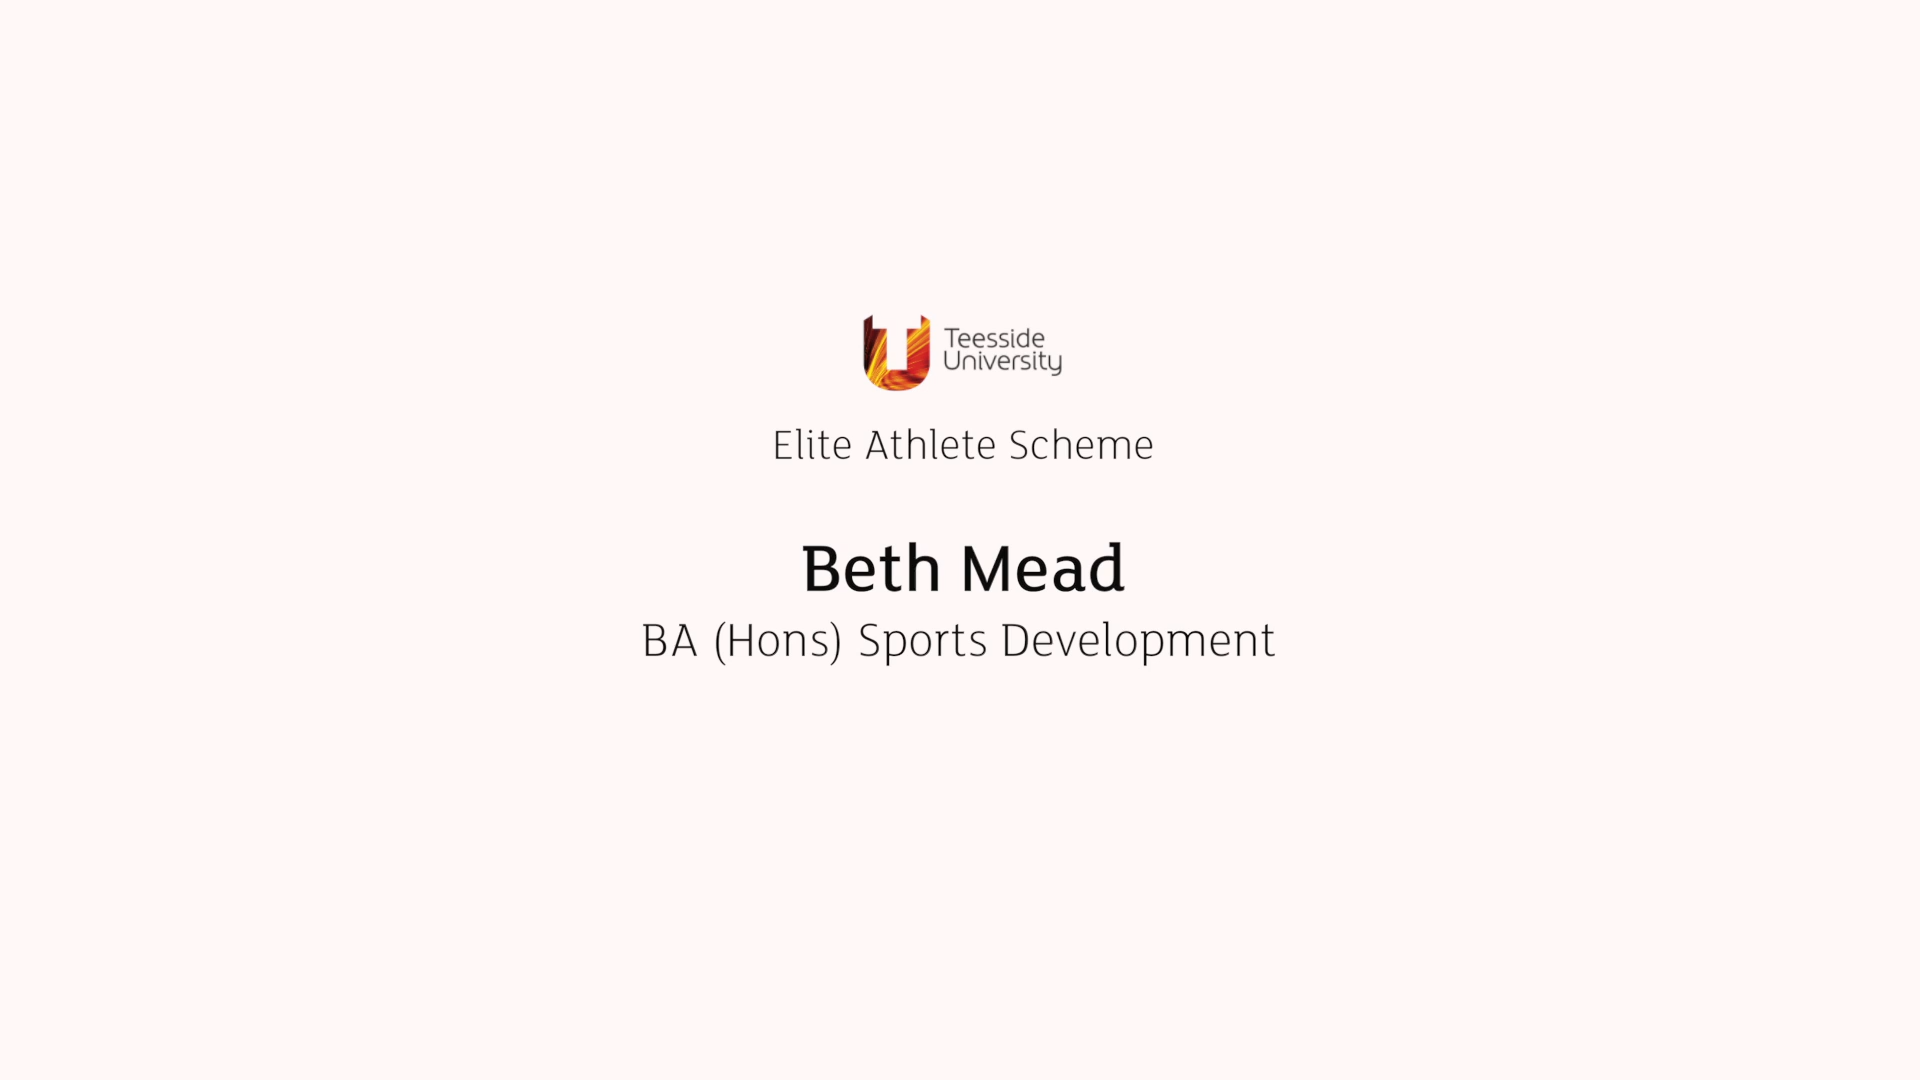 Teesside
University
Elite Athlete Scheme
Beth Mead
BA (Hons) Sports Development